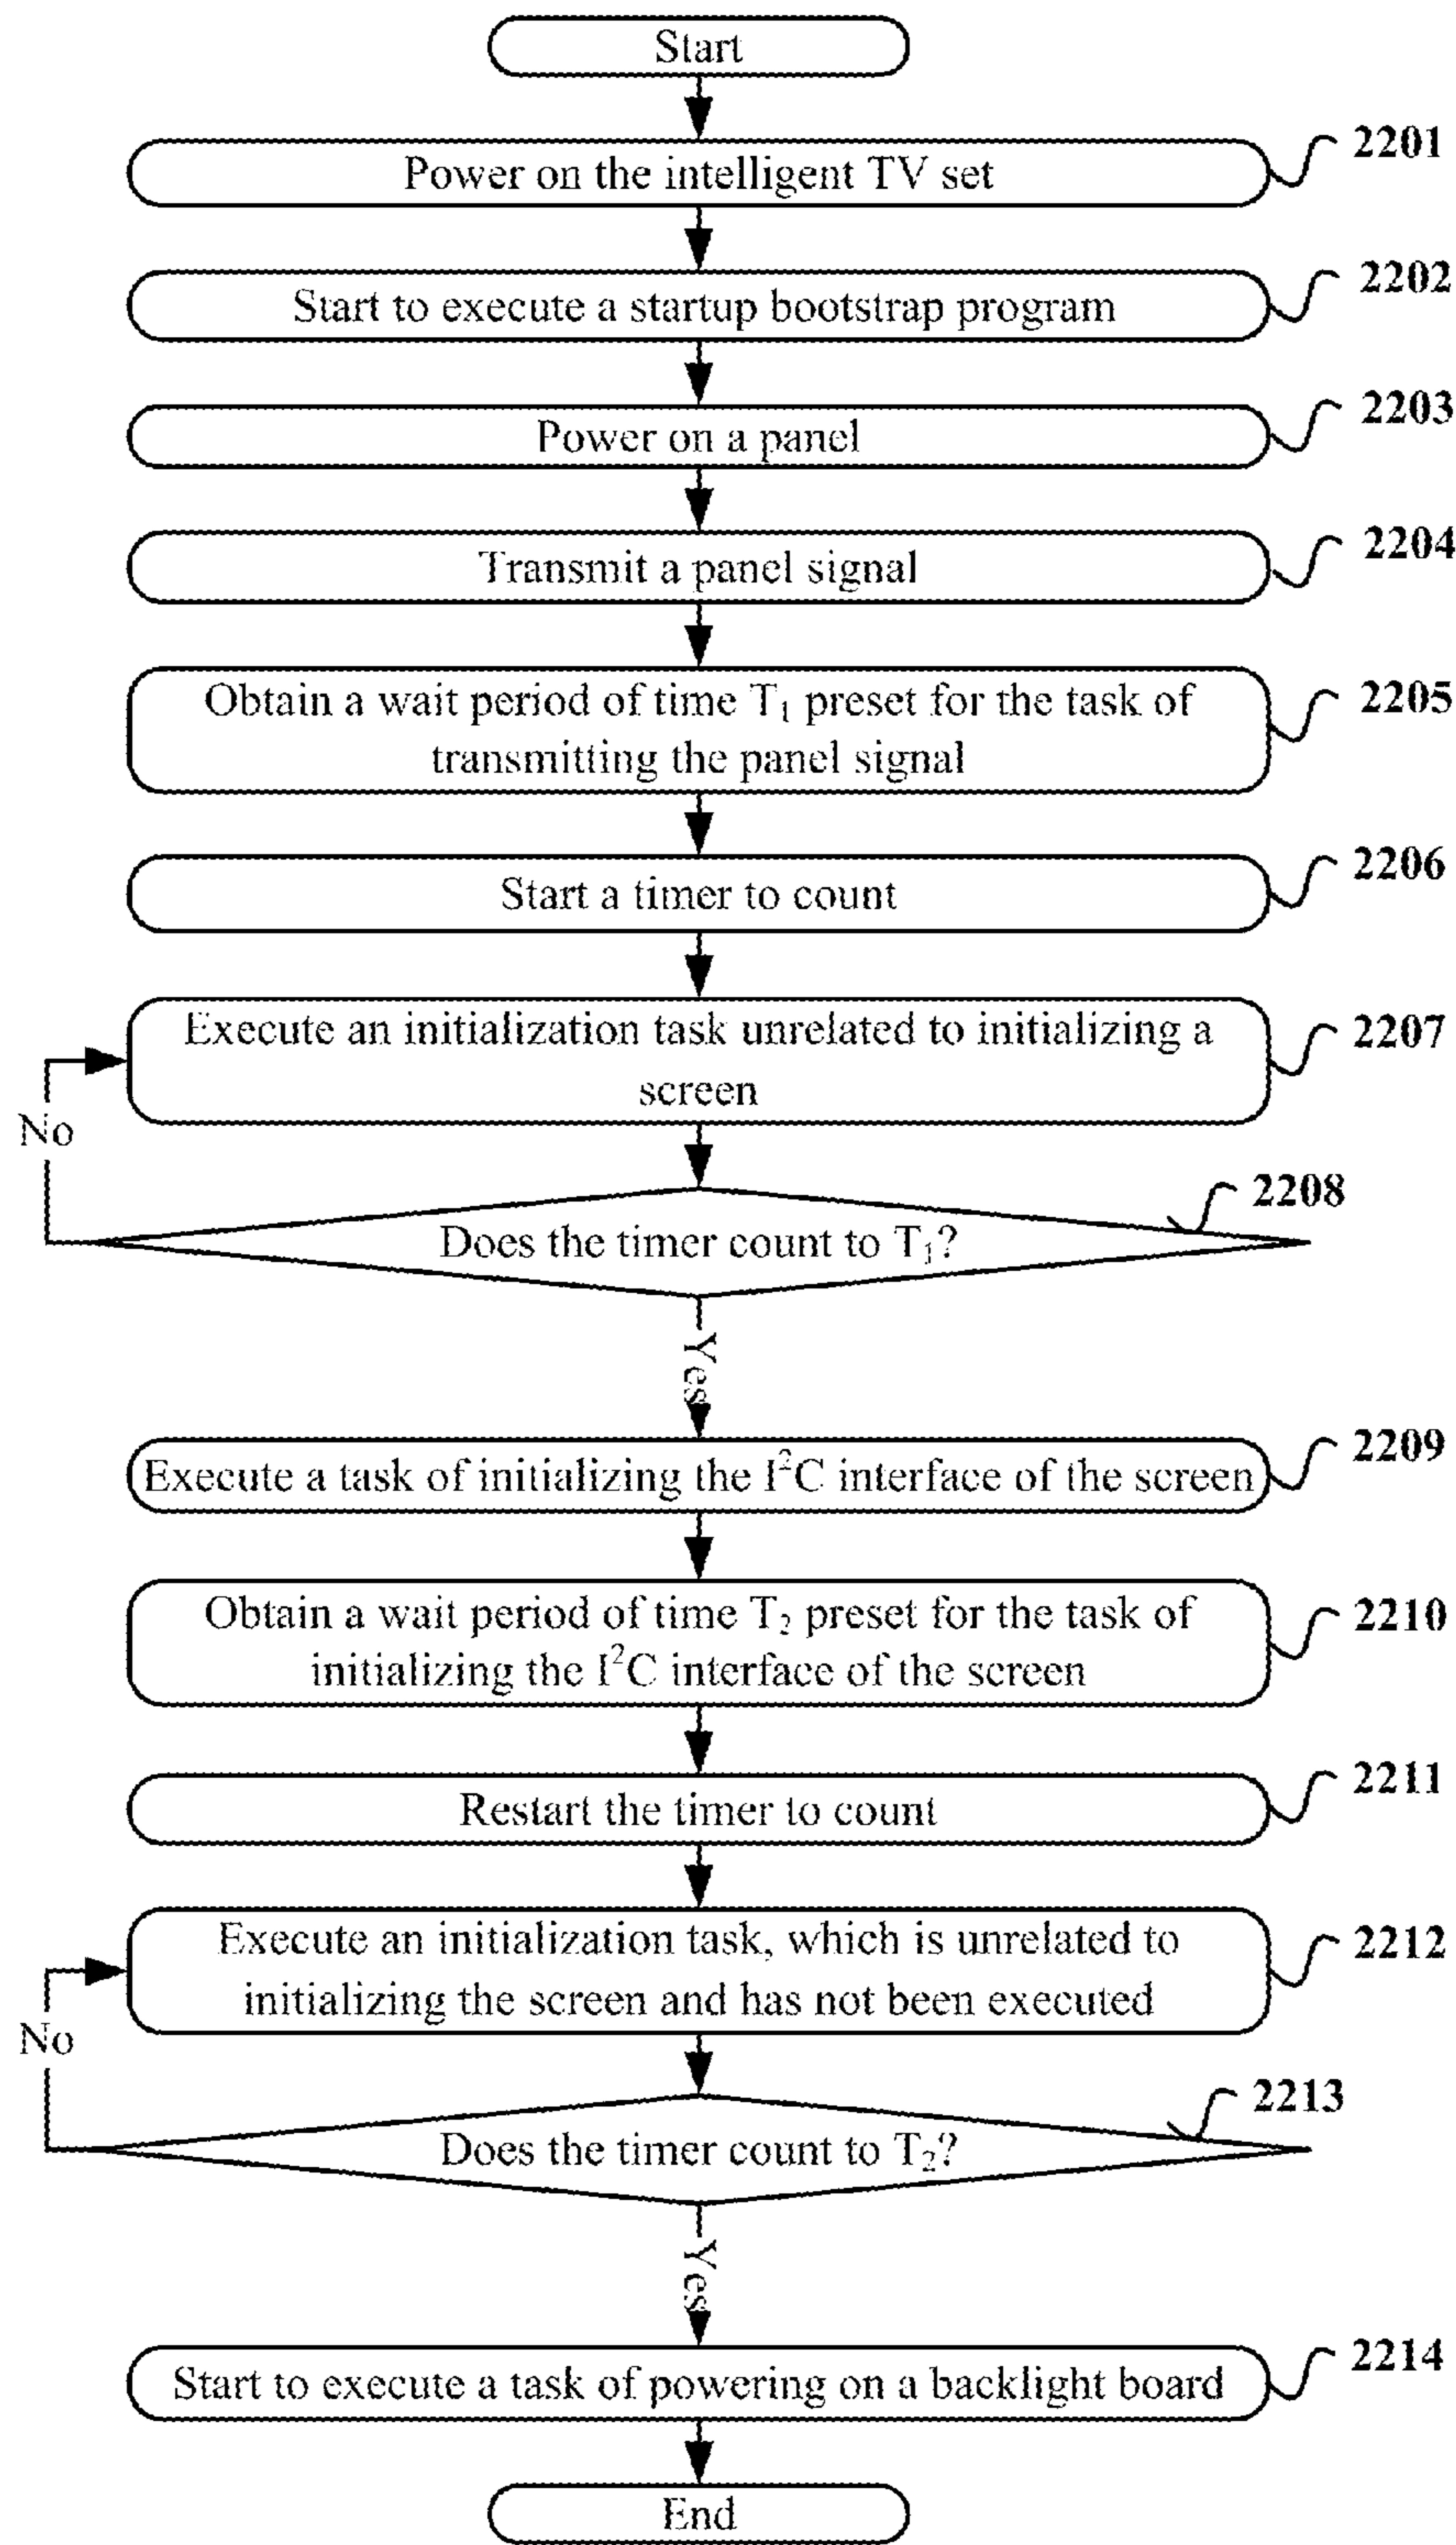 Start
Power on the intelligent TV set
2201
Start to execute a startup bootstrap program
2202
Power on a panel
2203
Transmit a panel signal
2204
Obtain a wait period of time T₁ preset for the task of
transmitting the panel signal
2205
Start a timer to count
2206
Execute an initialization task unrelated to initializing a
screen
2207
No
2208
Does the timer count to T₁?
Yes
Execute a task of initializing the I²C interface of the screen
2209
Obtain a wait period of time T₂ preset for the task of
initializing the I²C interface of the screen
2210
Restart the timer to count
2211
Execute an initialization task, which is unrelated to
initializing the screen and has not been executed
2212
No
2213
Does the timer count to T₂?
Yes
Start to execute a task of powering on a backlight board
2214
End